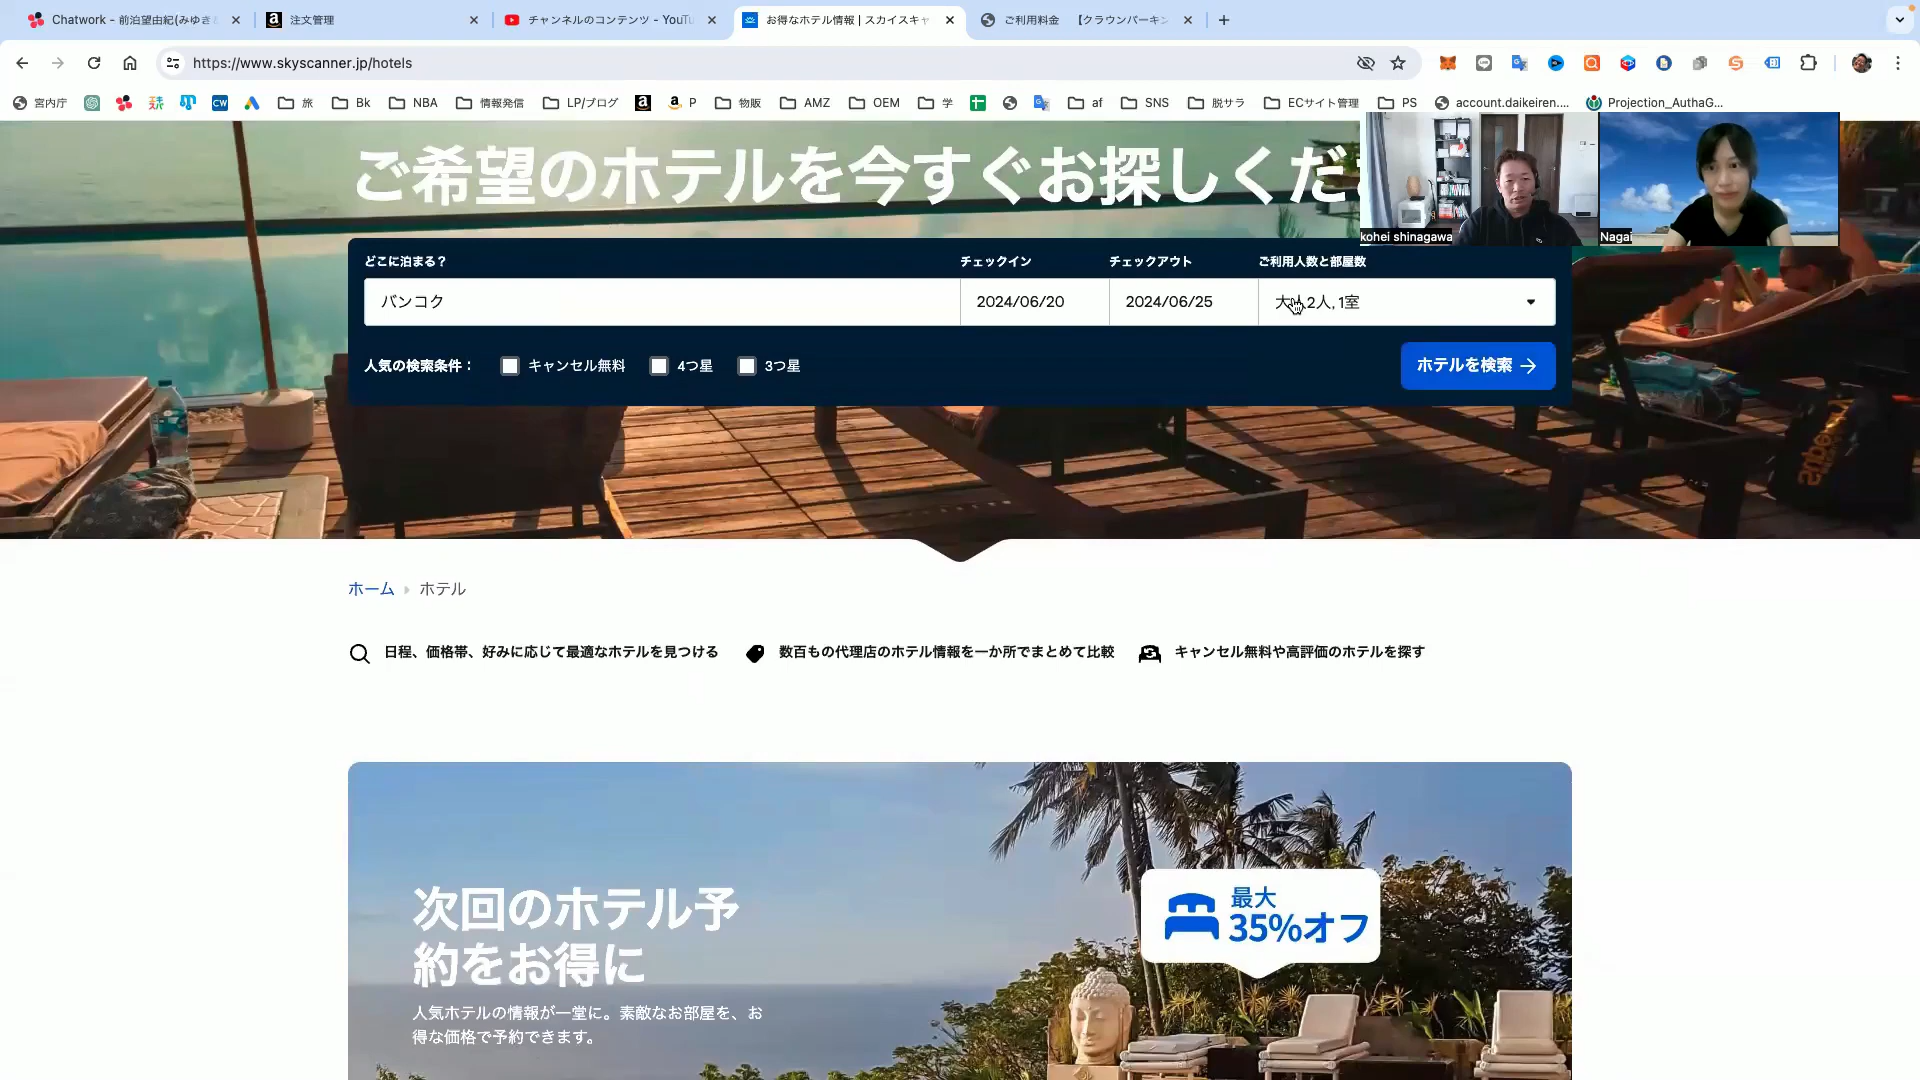 Chatwork - 前泊望由紀(みゆき
注文管理
チャンネルのコンテンツ - YouTu
お得なホテル情報 | スカイスキャ
ご利用料金 【クラウンパーキン
https://www.skyscanner.jp/hotels
宮内庁
CW
旅
Bk
NBA
情報発信
LP/ブログ
P
物販
AMZ
OEM
学
af
SNS
脱サラ
ECサイト管理
PS
account.daikeiren....
Projection_AuthaG...
ご希望のホテルを今すぐお探しくだ
kohei shinagawa
Nagai
どこに泊まる？
チェックイン
チェックアウト
ご利用人数と部屋数
バンコク
2024/06/20
2024/06/25
大人2人, 1室
人気の検索条件：
キャンセル無料
4つ星
3つ星
ホテルを検索
ホーム
ホテル
日程、価格帯、好みに応じて最適なホテルを見つける
数百もの代理店のホテル情報を一か所でまとめて比較
キャンセル無料や高評価のホテルを探す
次回のホテル予
約をお得に
人気ホテルの情報が一堂に。素敵なお部屋を、お
得な価格で予約できます。
最大
35%オフ